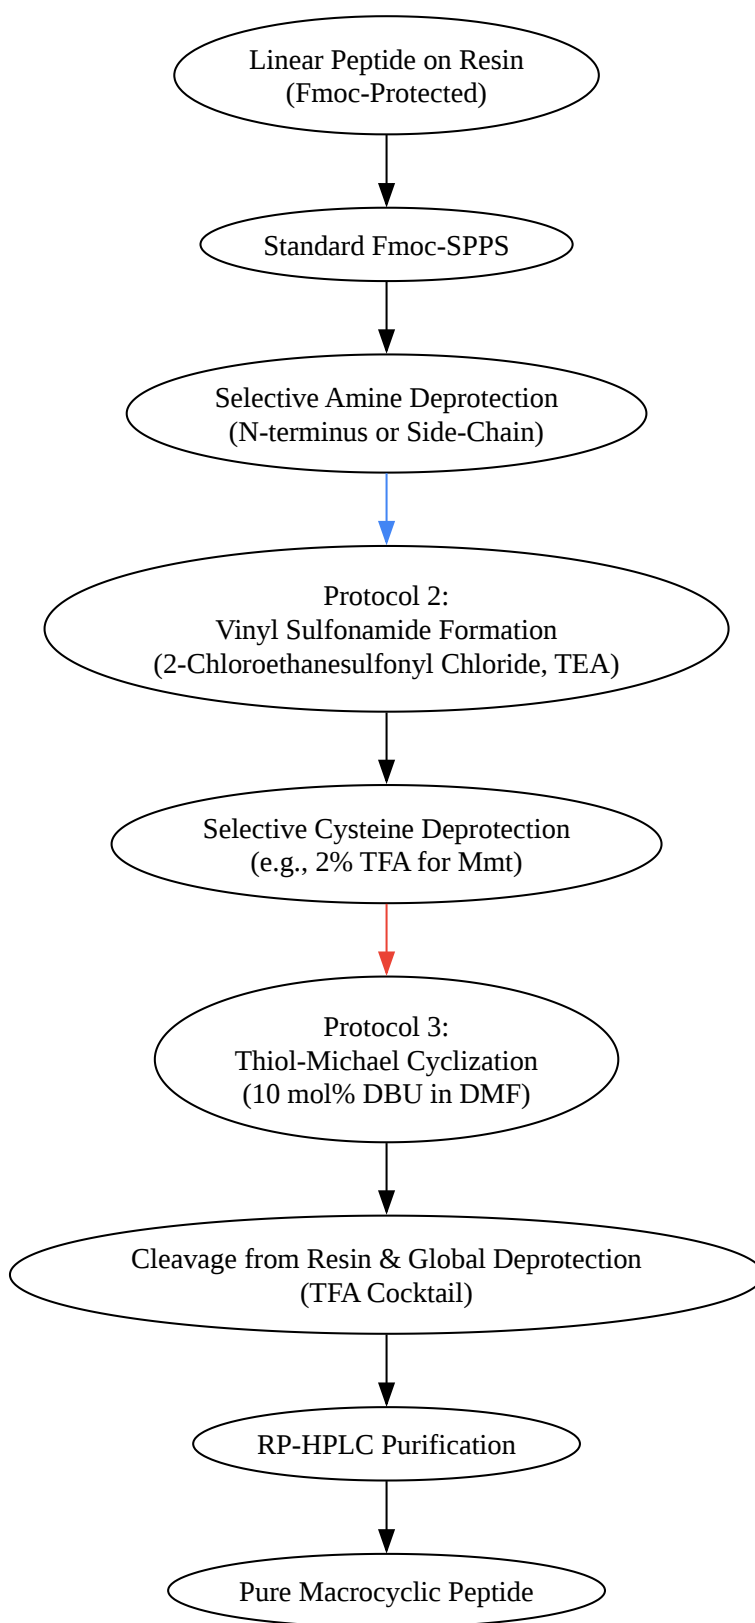 Linear Peptide on Resin
(Fmoc-Protected)
Standard Fmoc-SPPS
Selective Amine Deprotection
(N-terminus or Side-Chain)
Protocol 2:
Vinyl Sulfonamide Formation
(2-Chloroethanesulfonyl Chloride, TEA)
Selective Cysteine Deprotection
(e.g., 2% TFA for Mmt)
Protocol 3:
Thiol-Michael Cyclization
(10 mol% DBU in DMF)
Cleavage from Resin & Global Deprotection
(TFA Cocktail)
RP-HPLC Purification
Pure Macrocyclic Peptide